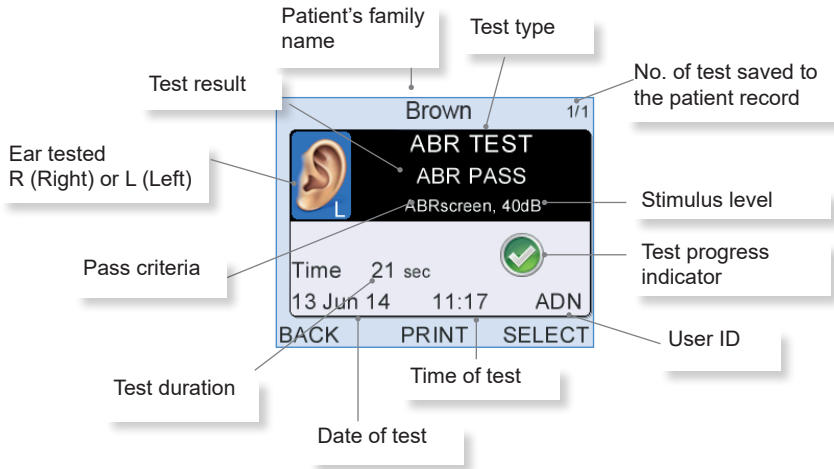 Patient’s family
name
Test type
Test result
No. of test saved to
the patient record
Ear tested
R (Right) or L (Left)
Brown 1/1
ABR TEST
ABR PASS
ABRscreen, 40dB
L
Stimulus level
Pass criteria
Test progress
indicator
Time 21 sec
13 Jun 14 11:17 ADN
BACK PRINT SELECT
User ID
Test duration
Time of test
Date of test